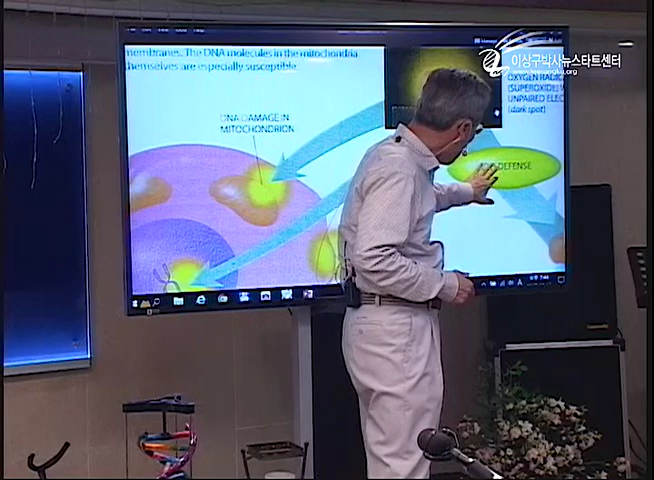 membranes. The DNA molecules in the mitochondria
themselves are especially susceptible.
DNA DAMAGE IN
MITOCHONDRION
OXYGEN RADIC
(SUPEROXIDE) W
UNPAIRED ELEC
(dark spot)
DEFENSE
이상구박사뉴스타트센터